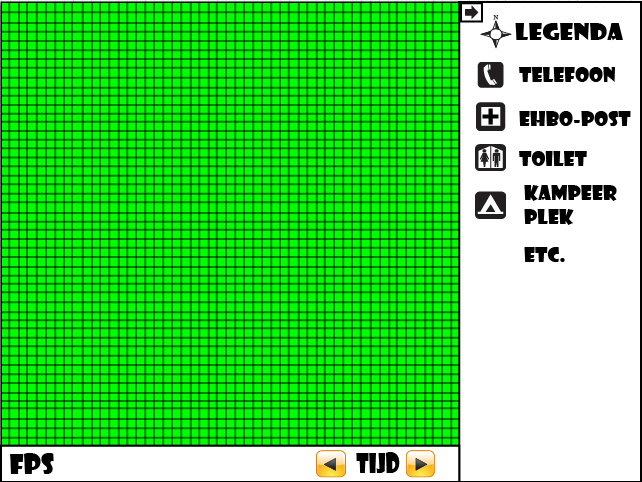 N
LEGENDA
TELEFOON
EHBO-POST
TOILET
KAMPEER
PLEK
ETC.
FPS
TIJD